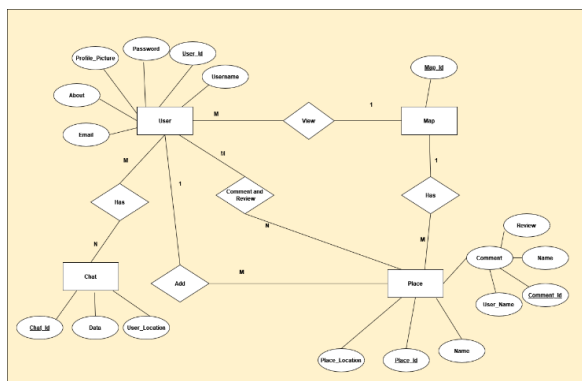 Password
User_Id
Profile_Picture
Username
Map_Id
About
Email
User
M
View
1
Map
M
1
M
1
Has
Comment and
Review
Has
N
N
M
Review
Comment
Name
Chat
Add
M
Place
User_Name
Comment_Id
Chat_Id
Data
User_Location
Place_Location
Place_Id
Name